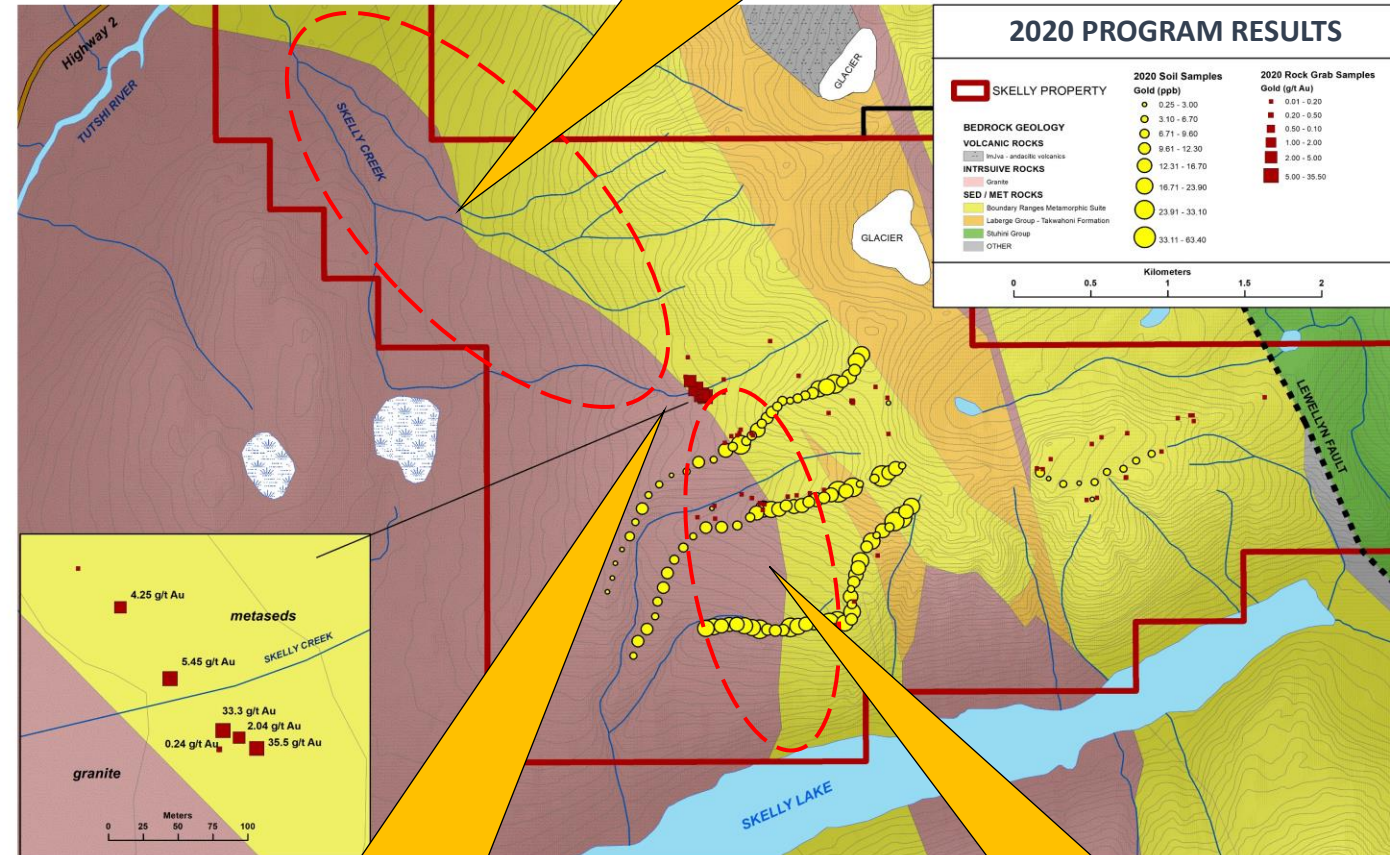 2020 PROGRAM RESULTS
SKELLY PROPERTY
BEDROCK GEOLOGY
VOLCANIC ROCKS
lmJva - andasitic volcanics
INTRSUIVE ROCKS
Granite
SED / MET ROCKS
Boundary Ranges Metamorphic Suite
Laberge Group - Takwahoni Formation
Stuhini Group
OTHER
2020 Soil Samples
Gold (ppb)
0.25 - 3.00
3.10 - 6.70
6.71 - 9.60
9.61 - 12.30
12.31 - 16.70
16.71 - 23.90
23.91 - 33.10
33.11 - 63.40
2020 Rock Grab Samples
Gold (g/t Au)
0.01 - 0.20
0.20 - 0.50
0.50 - 0.10
1.00 - 2.00
2.00 - 5.00
5.00 - 35.50
Kilometers
0 0.5 1 1.5 2
Highway 2
TUTSHI RIVER
SKELLY CREEK
GLACIER
GLACIER
LEWELLYN FAULT
SKELLY LAKE
4.25 g/t Au
metaseds
SKELLY CREEK
5.45 g/t Au
33.3 g/t Au
2.04 g/t Au
0.24 g/t Au
35.5 g/t Au
granite
Meters
0 25 50 75 100